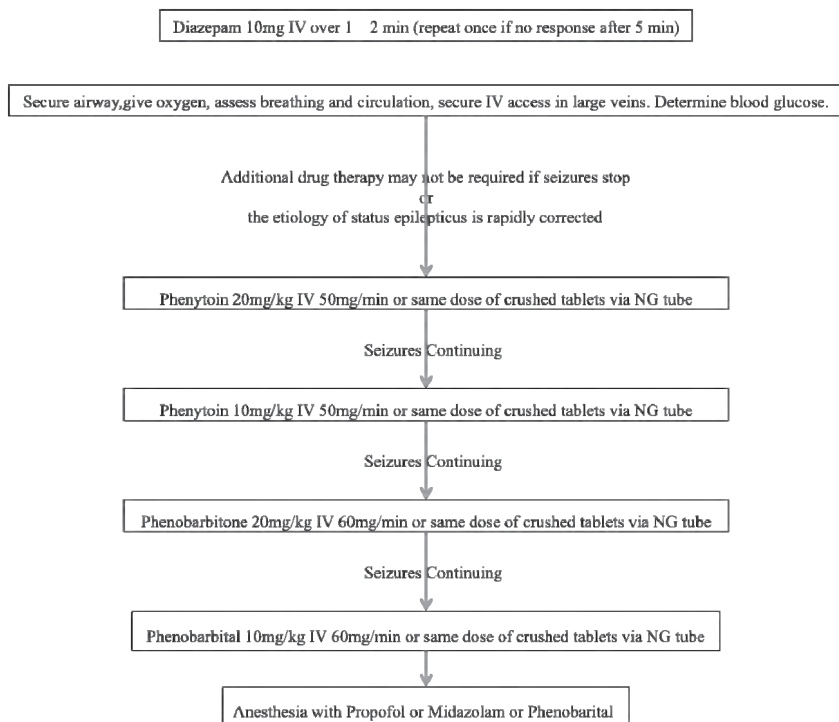 Diazepam 10mg IV over 1 2 min (repeat once if no response after 5 min)
Secure airway,give oxygen, assess breathing and circulation, secure IV access in large veins. Determine blood glucose.
Additional drug therapy may not be required if seizures stop
or
the etiology of status epilepticus is rapidly corrected
Phenytoin 20mg/kg IV 50mg/min or same dose of crushed tablets via NG tube
Seizures Continuing
Phenytoin 10mg/kg IV 50mg/min or same dose of crushed tablets via NG tube
Seizures Continuing
Phenobarbitone 20mg/kg IV 60mg/min or same dose of crushed tablets via NG tube
Seizures Continuing
Phenobarbital 10mg/kg IV 60mg/min or same dose of crushed tablets via NG tube
Anesthesia with Propofol or Midazolam or Phenobarital